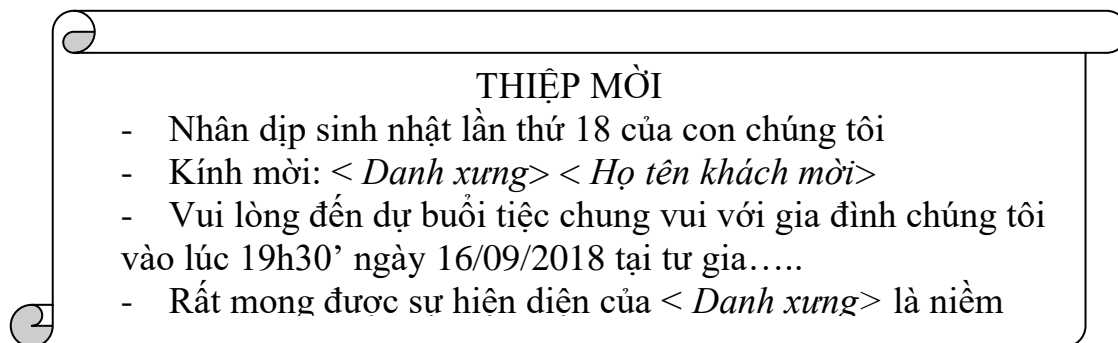 THIỆP MỜI
- Nhân dịp sinh nhật lần thứ 18 của con chúng tôi
- Kính mời: < Danh xưng> < Họ tên khách mời>
- Vui lòng đến dự buổi tiệc chung vui với gia đình chúng tôi
vào lúc 19h30’ ngày 16/09/2018 tại tư gia…..
- Rất mong được sự hiện diện của < Danh xưng> là niềm